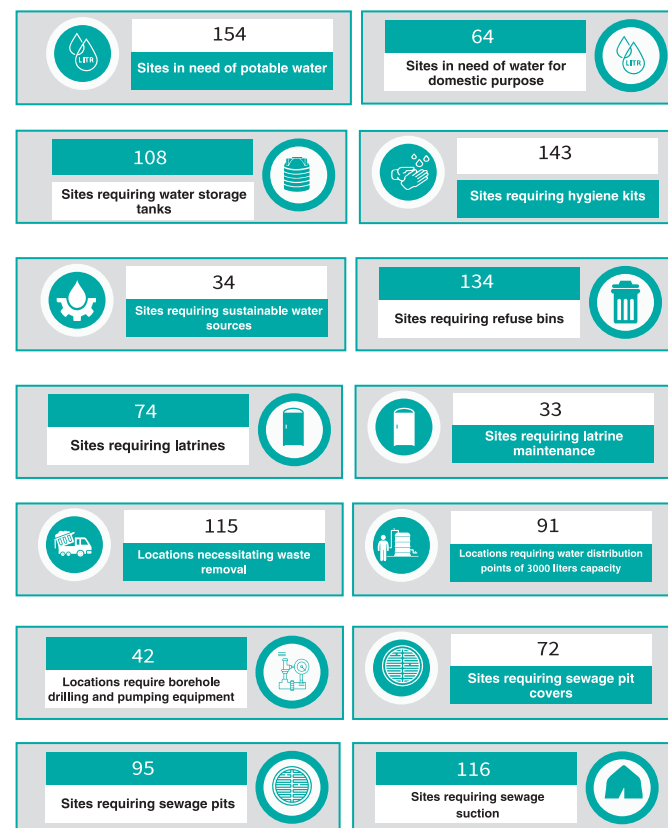 154
LITR
Sites in need of potable water
64
Sites in need of water for
domestic purpose
LITR
108
Sites requiring water storage
tanks
143
Sites requiring hygiene kits
34
Sites requiring sustainable water
sources
134
Sites requiring refuse bins
74
Sites requiring latrines
33
Sites requiring latrine
maintenance
115
Locations necessitating waste
removal
91
Locations requiring water distribution
points of 3000 liters capacity
42
Locations require borehole
drilling and pumping equipment
72
Sites requiring sewage pit
covers
95
Sites requiring sewage pits
116
Sites requiring sewage
suction